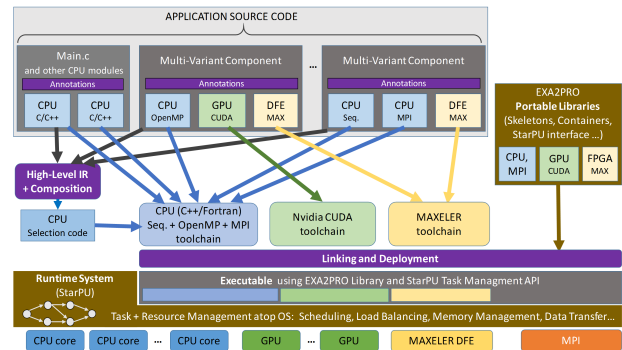 APPLICATION SOURCE CODE
Main.c
and other CPU modules
Annotations
CPU
C/C++
CPU
C/C++
Multi-Variant Component
Annotations
CPU
OpenMP
GPU
CUDA
DFE
MAX
...
Multi-Variant Component
Annotations
CPU
Seq.
CPU
MPI
DFE
MAX
EXA2PRO
Portable Libraries
(Skeletons, Containers,
StarPU interface ...)
CPU,
MPI
GPU
CUDA
FPGA
MAX
High-Level IR
+ Composition
CPU
Selection code
CPU (C++/Fortran)
Seq. + OpenMP + MPI
toolchain
Nvidia CUDA
toolchain
MAXELER
toolchain
Linking and Deployment
Runtime System
(StarPU)
Executable using EXA2PRO Library and StarPU Task Managment API
Task + Resource Management atop OS: Scheduling, Load Balancing, Memory Management, Data Transfer...
CPU core
CPU core
...
CPU core
GPU
...
GPU
MAXELER DFE
MPI